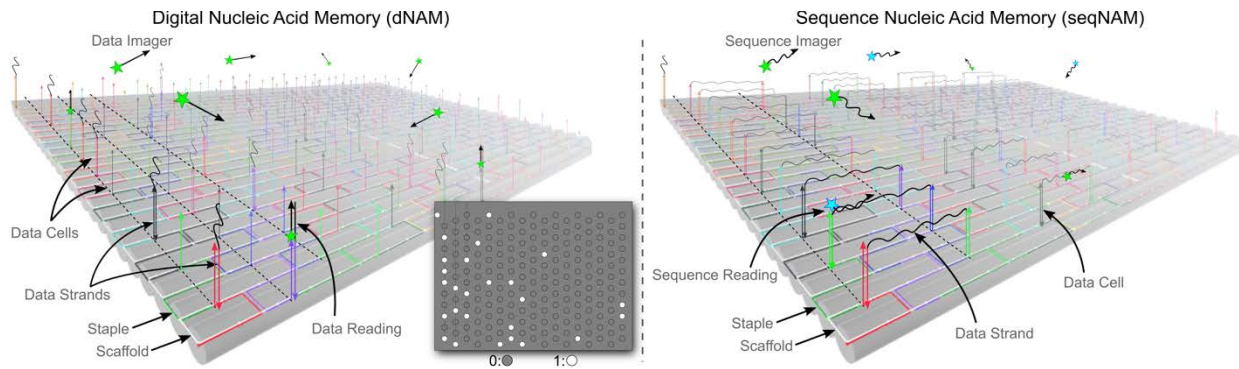 Digital Nucleic Acid Memory (dNAM)
Data Imager
Data Cells
Data Strands
Staple
Scaffold
Data Reading
0: 1:
Sequence Nucleic Acid Memory (seqNAM)
Sequence Imager
Sequence Reading
Data Cell
Staple
Data Strand
Scaffold